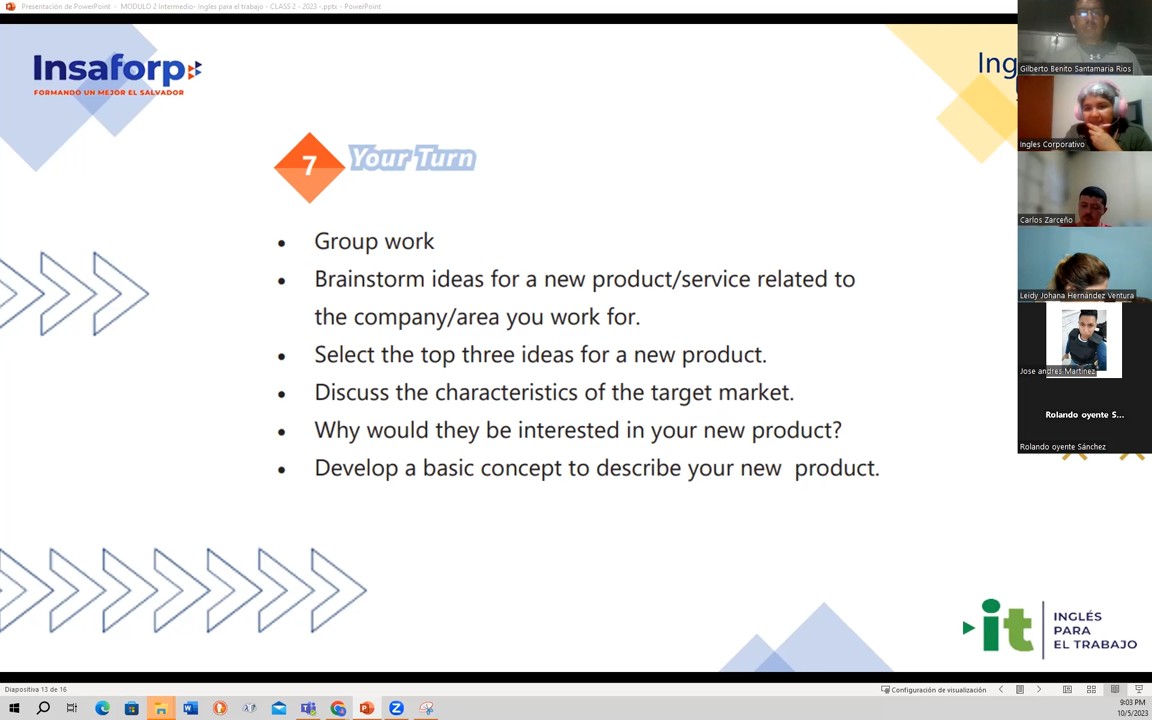 Presentación de PowerPoint - MODULO 2 Intermedio- Ingles para el trabajo - CLASS 2 - 2023 -.pptx - PowerPoint
Insaforp
FORMANDO UN MEJOR EL SALVADOR
Ing
Gilberto Benito Santamaria Rios
Ingles Corporativo
Carlos Zarceño
Leidy Johana Hernández Ventura
Jose andres Martinez
Rolando oyente S...
Rolando oyente Sánchez
7 Your Turn
• Group work
• Brainstorm ideas for a new product/service related to
the company/area you work for.
• Select the top three ideas for a new product.
• Discuss the characteristics of the target market.
• Why would they be interested in your new product?
• Develop a basic concept to describe your new product.
it
INGLÉS
PARA
EL TRABAJO
Diapositiva 13 de 16
Configuración de visualización
9:03 PM
10/5/2023